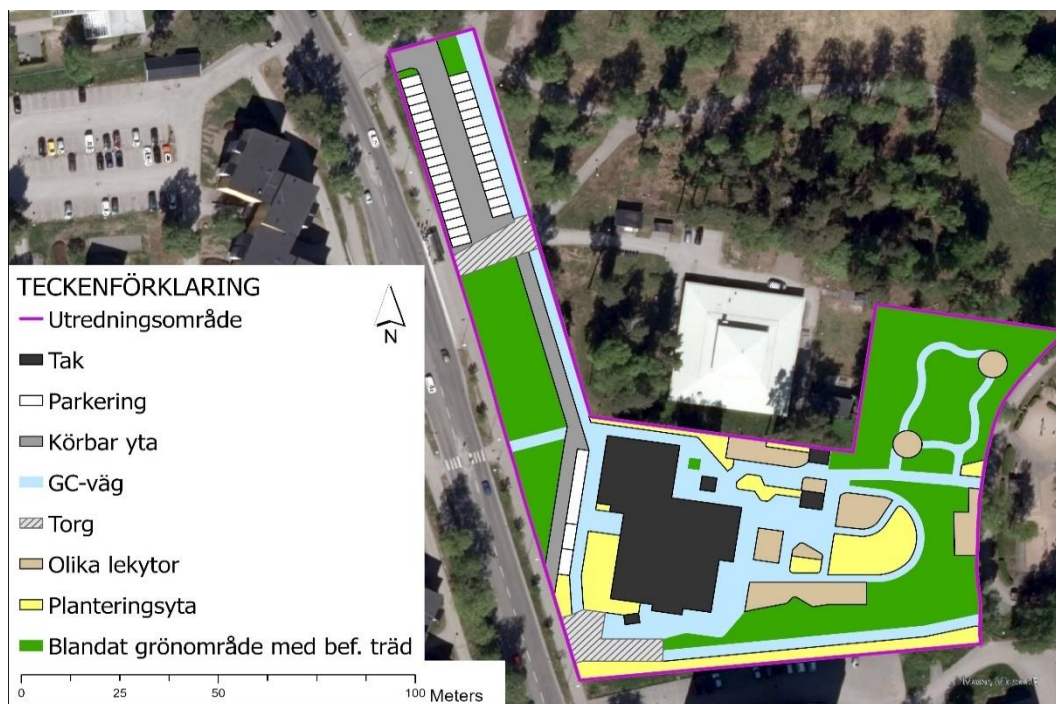 TECKENFÖRKLARING
Utredningsområde
Tak
Parkering
Körbar yta
GC-väg
Torg
Olika lekytor
Planteringsyta
Blandat grönområde med bef. träd
N
0 25 50 100 Meters